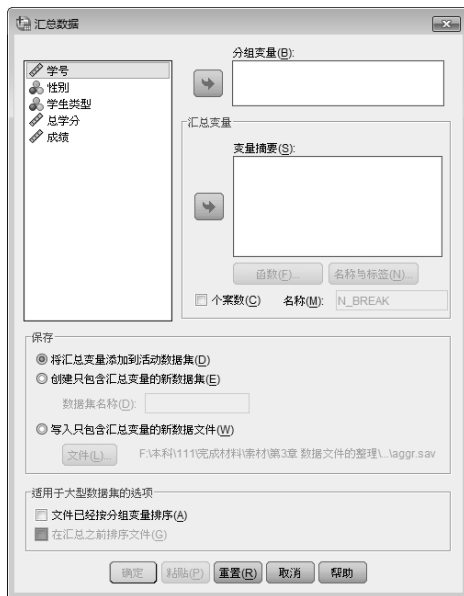 汇总数据
学号
性别
学生类型
总学分
成绩
分组变量(B):
汇总变量
变量摘要(S):
函数(F)...
名称与标签(N)...
个案数(C)
名称(M):
N_BREAK
保存
将汇总变量添加到活动数据集(D)
创建只包含汇总变量的新数据集(E)
数据集名称(D):
写入只包含汇总变量的新数据文件(W)
文件(L)...
F:\本科\111\完成材料\素材\第3章 数据文件的整理\...\aggr.sav
适用于大型数据集的选项
文件已经按分组变量排序(A)
在汇总之前排序文件(G)
确定
粘贴(P)
重置(R)
取消
帮助